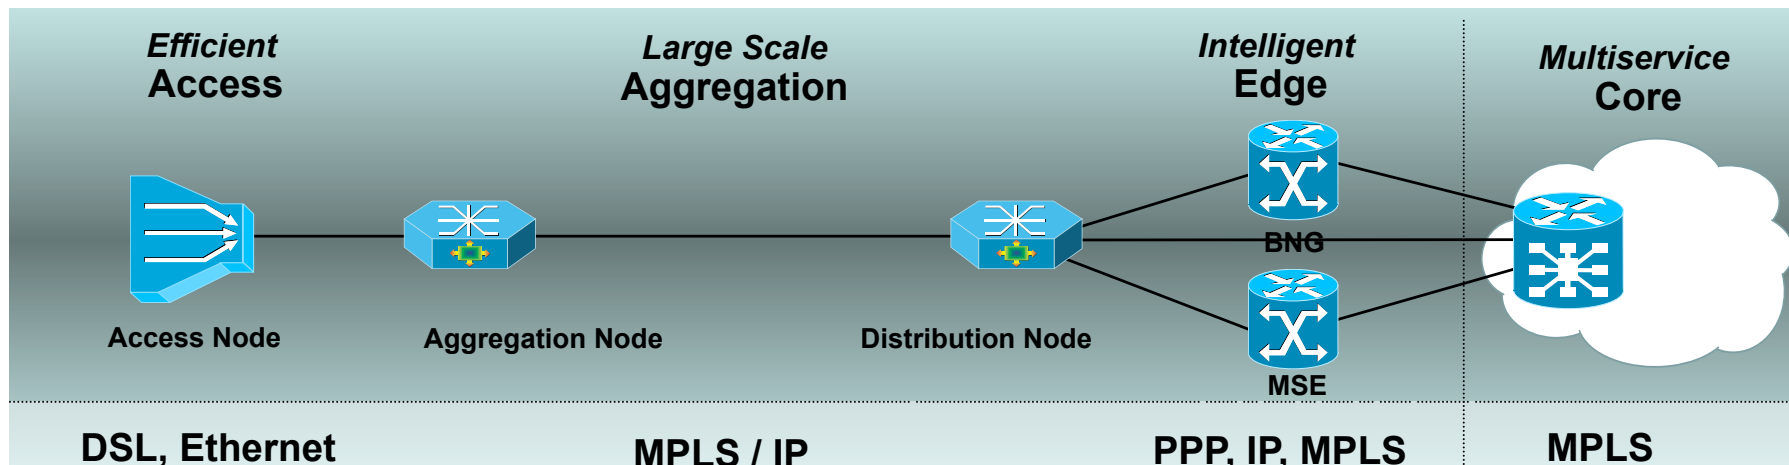 Efficient
Access
Large Scale
Aggregation
Intelligent
Edge
Multiservice
Core
BNG
Access Node
Aggregation Node
Distribution Node
MSE
DSL, Ethernet
MPLS / IP
PPP, IP, MPLS
MPLS